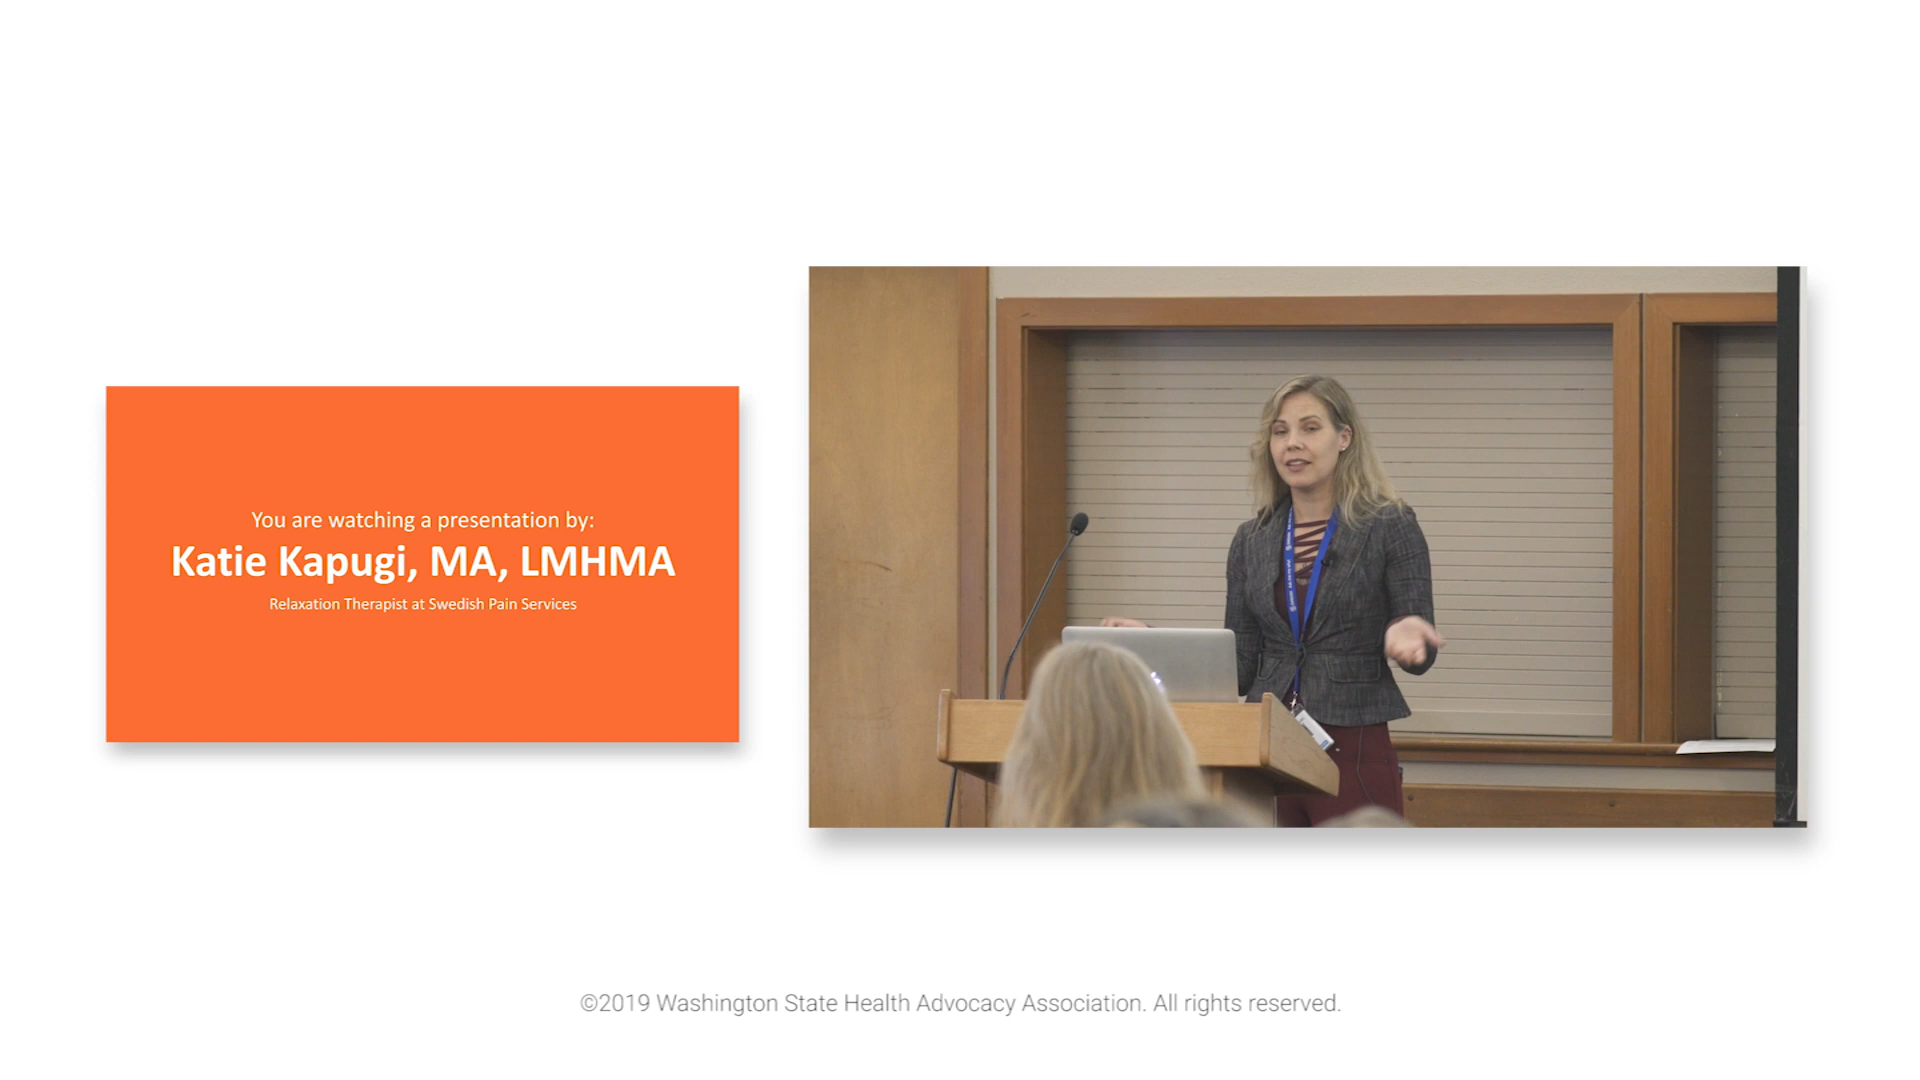 You are watching a presentation by:
Katie Kapugi, MA, LMHMA
Relaxation Therapist at Swedish Pain Services
©2019 Washington State Health Advocacy Association. All rights reserved.